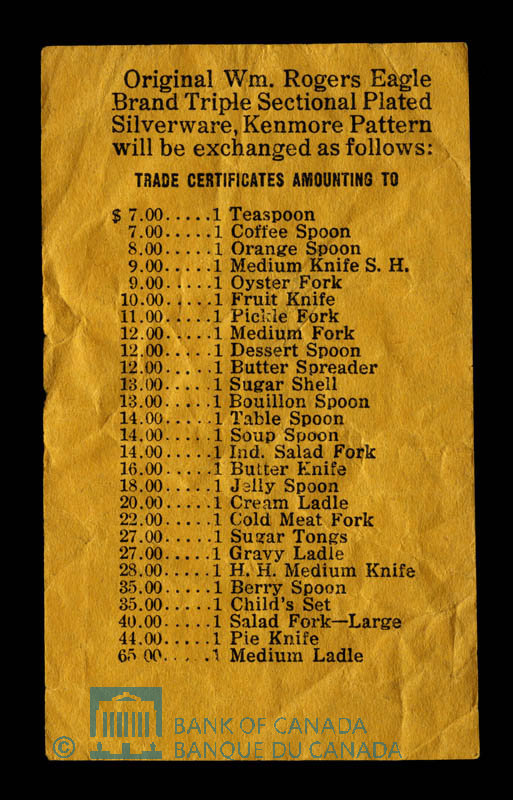 Original Wm. Rogers Eagle
Brand Triple Sectional Plated
Silverware, Kenmore Pattern
will be exchanged as follows:
TRADE CERTIFICATES AMOUNTING TO
$ 7.00.....1 Teaspoon
7.00.....1 Coffee Spoon
8.00.....1 Orange Spoon
9.00.....1 Medium Knife S. H.
9.00.....1 Oyster Fork
10.00.....1 Fruit Knife
11.00.....1 Pickle Fork
12.00.....1 Medium Fork
12.00.....1 Dessert Spoon
12.00.....1 Butter Spreader
13.00.....1 Sugar Shell
13.00.....1 Bouillon Spoon
14.00.....1 Table Spoon
14.00.....1 Soup Spoon
14.00.....1 Ind. Salad Fork
16.00.....1 Butter Knife
18.00.....1 Jelly Spoon
20.00.....1 Cream Ladle
22.00.....1 Cold Meat Fork
27.00.....1 Sugar Tongs
27.00.....1 Gravy Ladle
28.00.....1 H. H. Medium Knife
35.00.....1 Berry Spoon
35.00.....1 Child's Set
40.00.....1 Salad Fork—Large
44.00.....1 Pie Knife
65 00.....1 Medium Ladle
© BANK OF CANADA
BANQUE DU CANADA